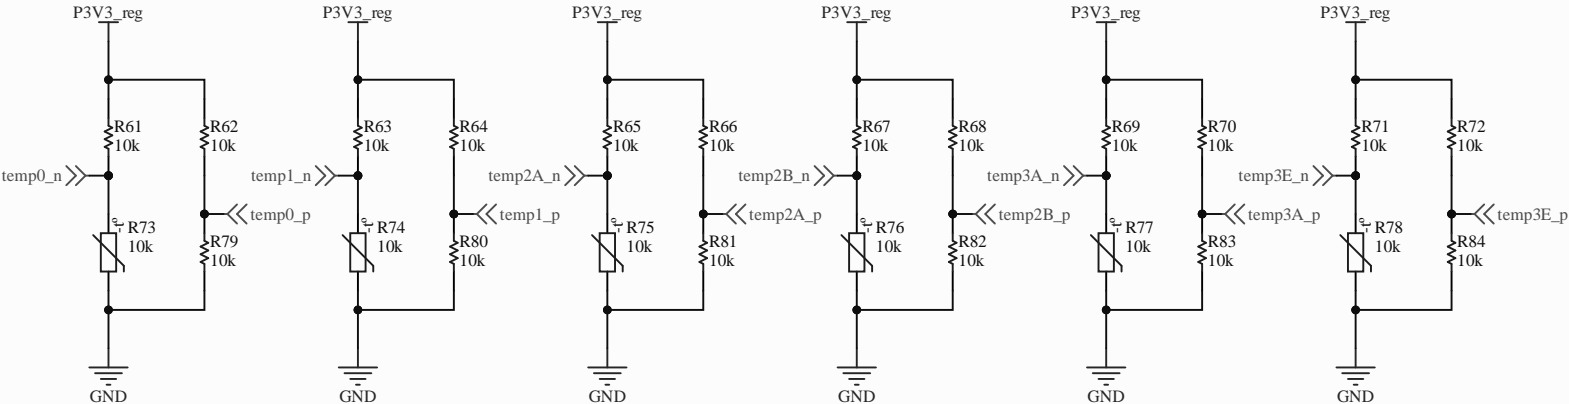 P3V3_reg P3V3_reg P3V3_reg P3V3_reg P3V3_reg P3V3_reg
R61 R62 R63 R64 R65 R66 R67 R68 R69 R70 R71 R72
10k 10k 10k 10k 10k 10k 10k 10k 10k 10k 10k 10k
temp0_n temp1_n temp2A_n temp2B_n temp3A_n temp3E_n
temp0_p temp1_p temp2A_p temp2B_p temp3A_p temp3E_p
-t° -t° -t° -t° -t° -t°
R73 R74 R75 R76 R77 R78
10k 10k 10k 10k 10k 10k
R79 R80 R81 R82 R83 R84
10k 10k 10k 10k 10k 10k
GND GND GND GND GND GND